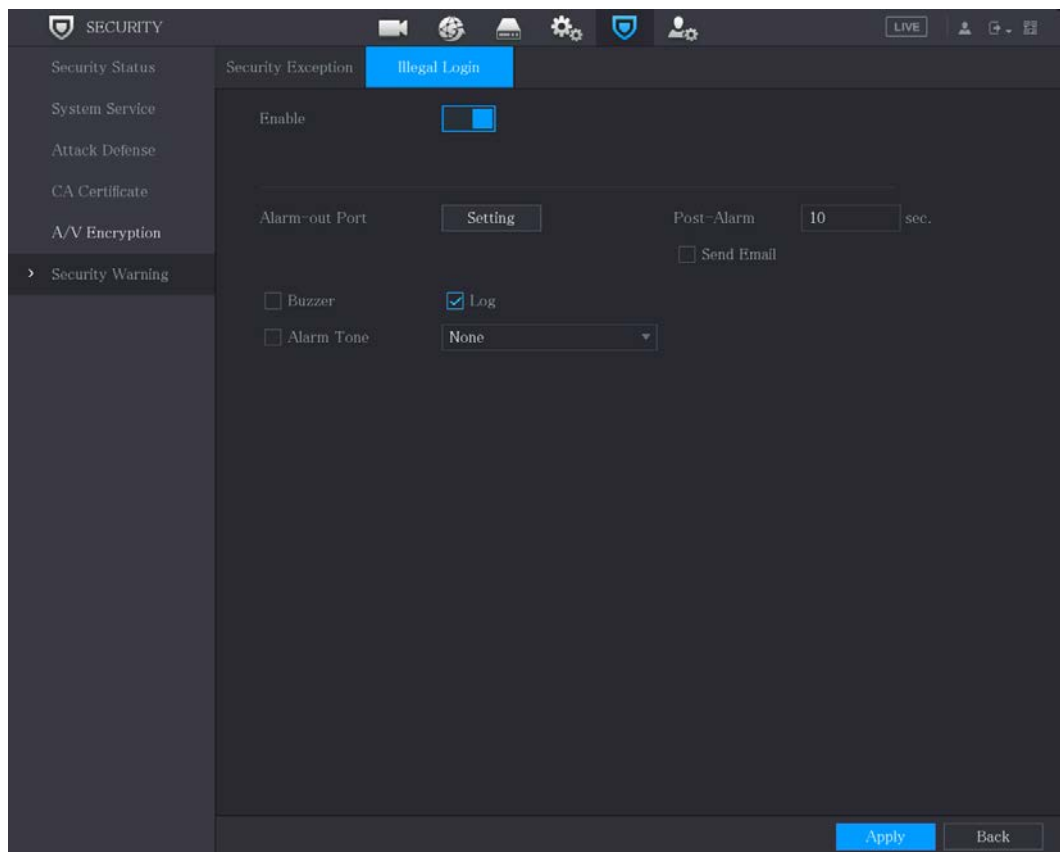 SECURITY
LIVE
Security Status
System Service
Attack Defense
CA Certificate
A/V Encryption
Security Warning
Security Exception
Illegal Login
Enable
Alarm-out Port
Setting
Post-Alarm
10
sec.
Send Email
Buzzer
Log
Alarm Tone
None
Apply
Back